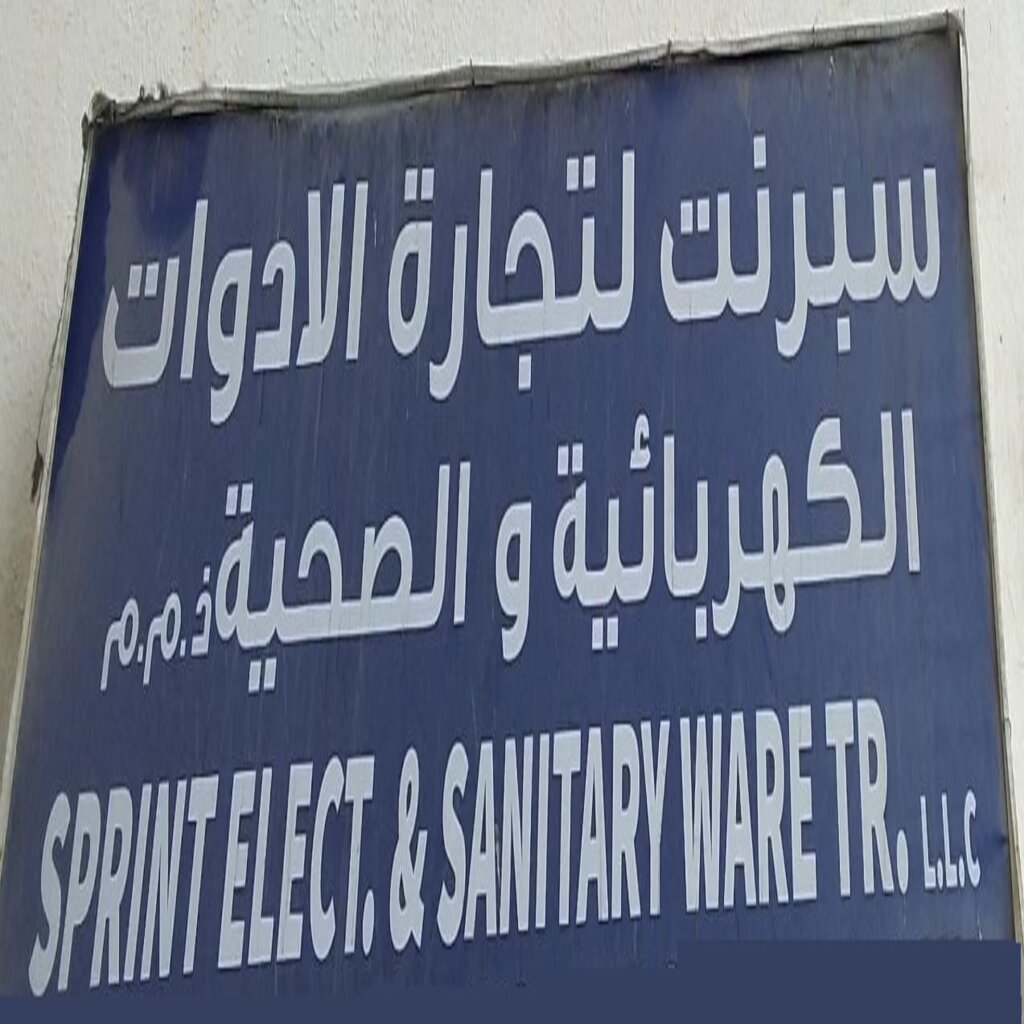 سبرنت لتجارة الادوات
الكهربائية و الصحية ذ.م.م
SPRINT ELECT. & SANITARY WARE TR. L.L.C